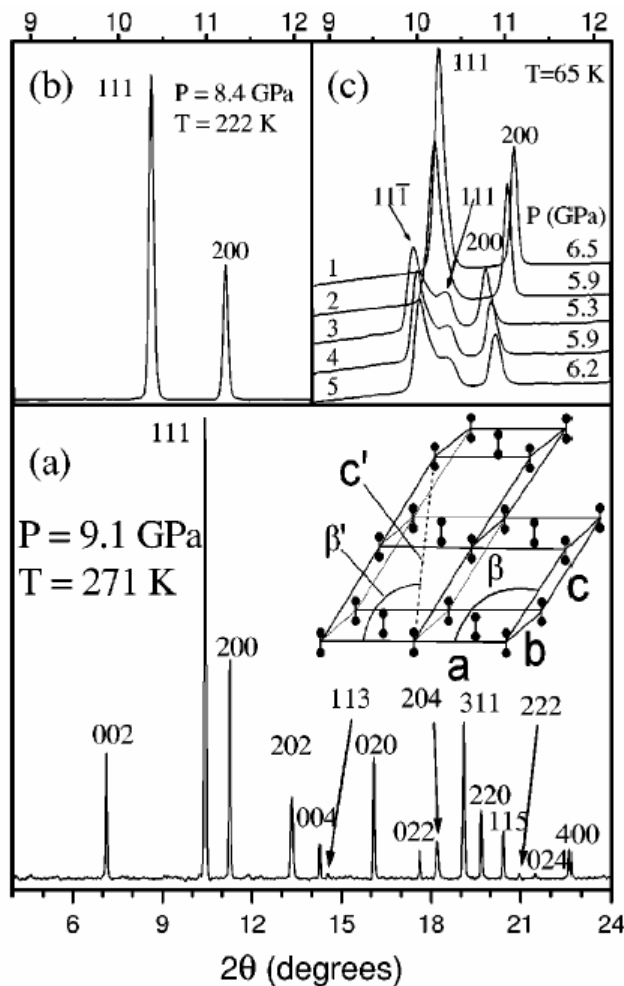 9 10 11 12
9 10 11 12
(b)
111
P = 8.4 GPa
T = 222 K
200
(c)
111
T=65 K
200
111̅
111
200
P (GPa)
1
6.5
2
5.9
3
5.3
4
5.9
5
6.2
(a)
111
P = 9.1 GPa
T = 271 K
c'
β'
β
c
a
b
200
002
202
004
113
020
022
204
311
220
115
222
024
400
6 9 12 15 18 21 24
2θ (degrees)